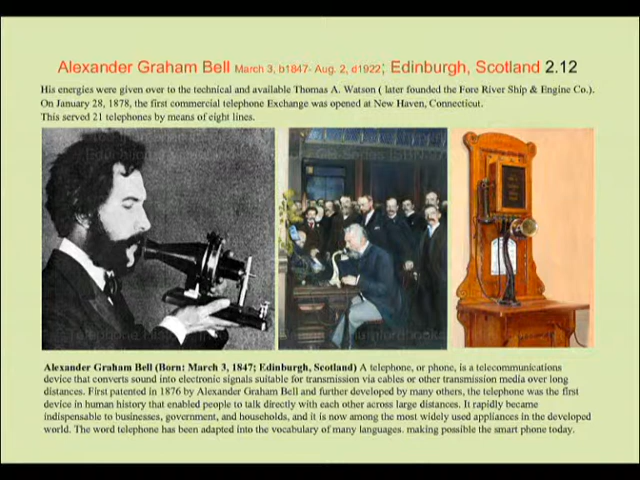 Alexander Graham Bell March 3, b1847- Aug. 2, d1922; Edinburgh, Scotland 2.12
His energies were given over to the technical and available Thomas A. Watson ( later founded the Fore River Ship & Engine Co.).
On January 28, 1878, the first commercial telephone Exchange was opened at New Haven, Connecticut.
This served 21 telephones by means of eight lines.
Alexander Graham Bell (Born: March 3, 1847; Edinburgh, Scotland) A telephone, or phone, is a telecommunications
device that converts sound into electronic signals suitable for transmission via cables or other transmission media over long
distances. First patented in 1876 by Alexander Graham Bell and further developed by many others, the telephone was the first
device in human history that enabled people to talk directly with each other across large distances. It rapidly became
indispensable to businesses, government, and households, and it is now among the most widely used appliances in the developed
world. The word telephone has been adapted into the vocabulary of many languages. making possible the smart phone today.